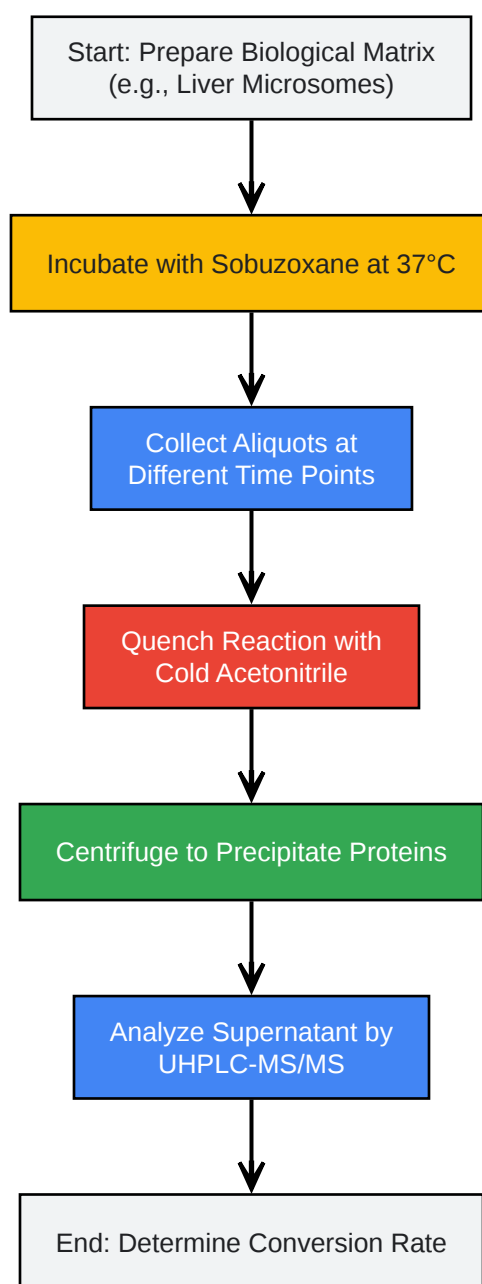 Start: Prepare Biological Matrix
(e.g., Liver Microsomes)
Incubate with Sobuzoxane at 37°C
Collect Aliquots at
Different Time Points
Quench Reaction with
Cold Acetonitrile
Centrifuge to Precipitate Proteins
Analyze Supernatant by
UHPLC-MS/MS
End: Determine Conversion Rate